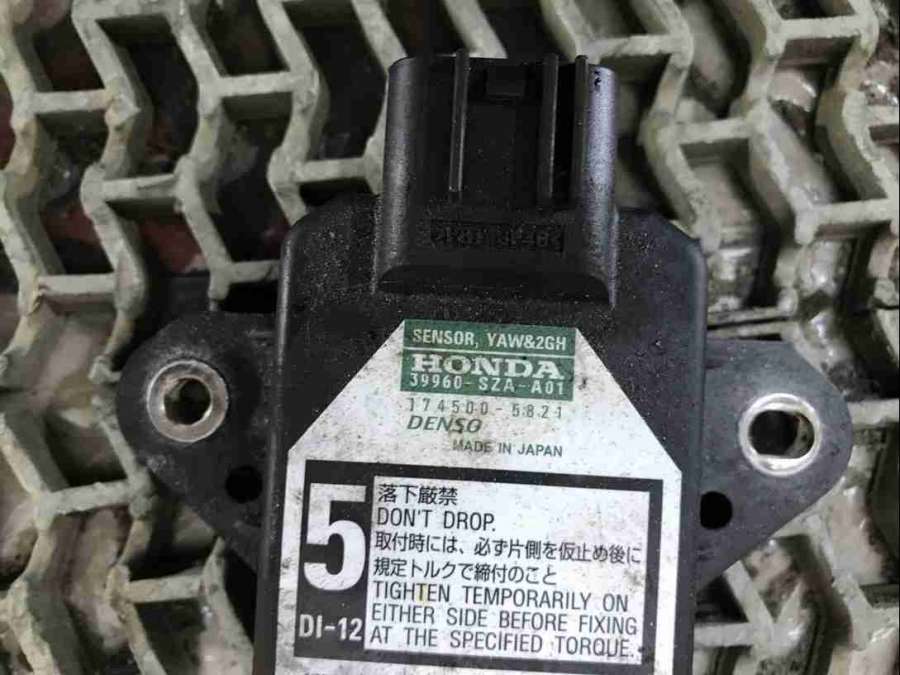 SENSOR, YAW&2GH
HONDA
39960-SZA-A01
174500-5821
DENSO
MADE IN JAPAN
5
DI-12
落下厳禁
DON'T DROP.
取付時には、必ず片側を仮止め後に
規定トルクで締付のこと
TIGHTEN TEMPORARILY ON
EITHER SIDE BEFORE FIXING
AT THE SPECIFIED TORQUE.